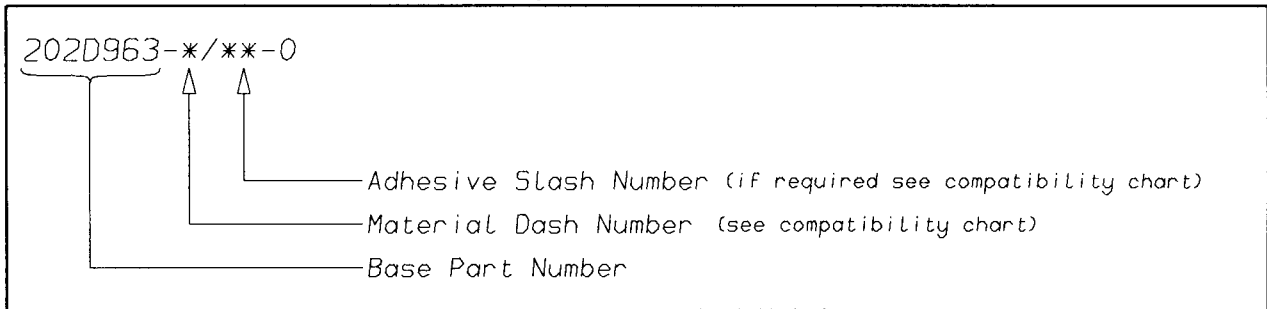 202D963-*/**-0
Adhesive Slash Number (if required see compatibility chart)
Material Dash Number (see compatibility chart)
Base Part Number